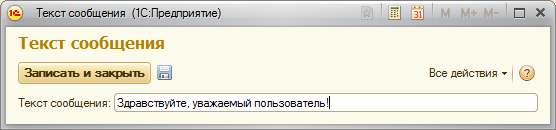 Текст сообщения (1С:Предприятие)
M M+ M-
Текст сообщения
Записать и закрыть Все действия ?
Текст сообщения: Здравствуйте, уважаемый пользователь!